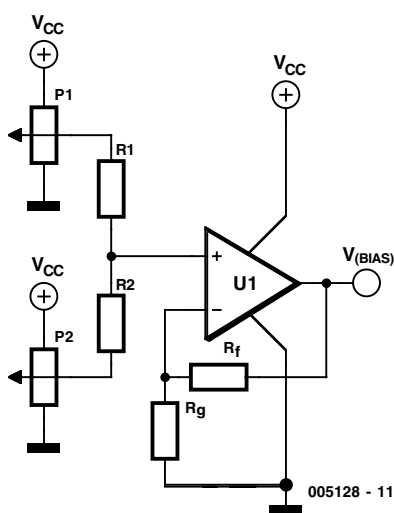 VCC
P1
R1
VCC
VCC
P2
R2
+
−
U1
V(BIAS)
Rf
Rg
005128 - 11